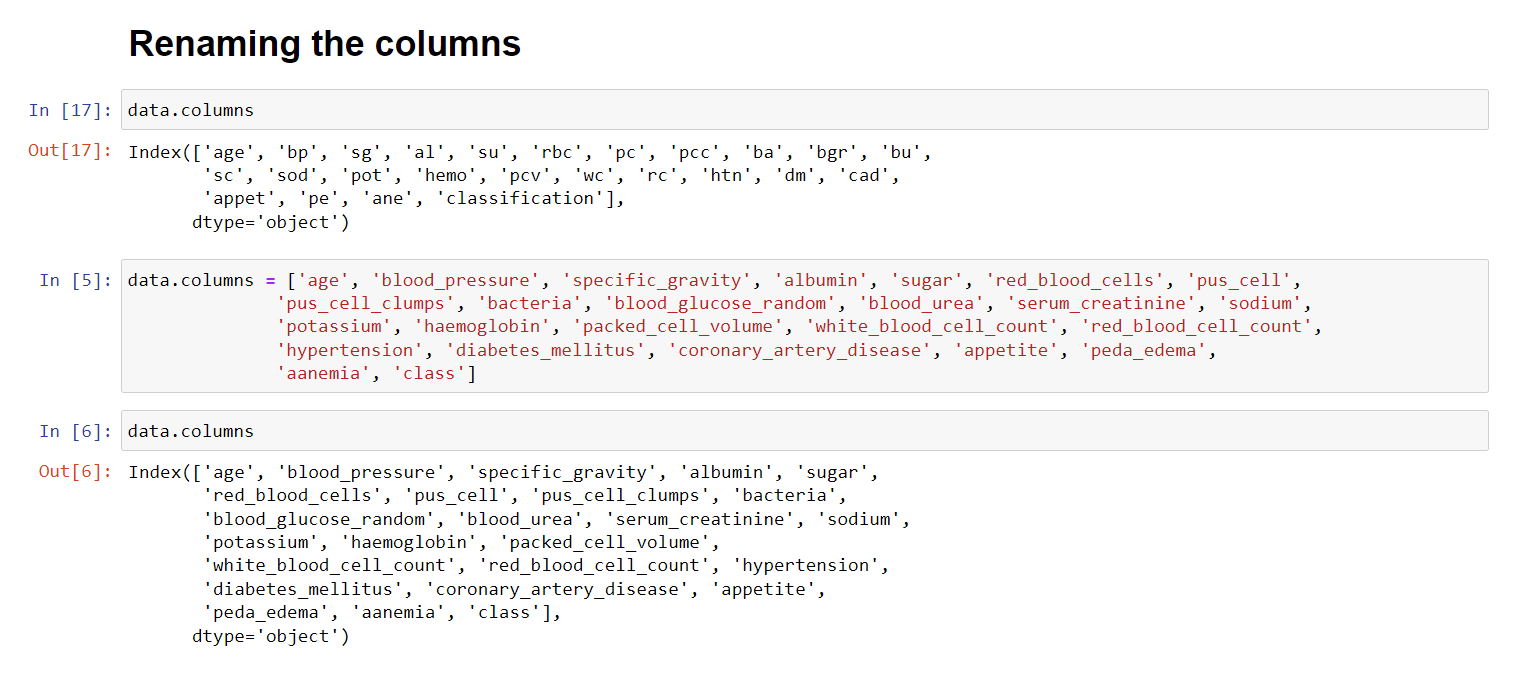 Renaming the columns
In [17]: data.columns
Out[17]: Index(['age', 'bp', 'sg', 'al', 'su', 'rbc', 'pc', 'pcc', 'ba', 'bgr', 'bu',
'sc', 'sod', 'pot', 'hemo', 'pcv', 'wc', 'rc', 'htn', 'dm', 'cad',
'appet', 'pe', 'ane', 'classification'],
dtype='object')
In [5]: data.columns = ['age', 'blood_pressure', 'specific_gravity', 'albumin', 'sugar', 'red_blood_cells', 'pus_cell',
'pus_cell_clumps', 'bacteria', 'blood_glucose_random', 'blood_urea', 'serum_creatinine', 'sodium',
'potassium', 'haemoglobin', 'packed_cell_volume', 'white_blood_cell_count', 'red_blood_cell_count',
'hypertension', 'diabetes_mellitus', 'coronary_artery_disease', 'appetite', 'peda_edema',
'aanemia', 'class']
In [6]: data.columns
Out[6]: Index(['age', 'blood_pressure', 'specific_gravity', 'albumin', 'sugar',
'red_blood_cells', 'pus_cell', 'pus_cell_clumps', 'bacteria',
'blood_glucose_random', 'blood_urea', 'serum_creatinine', 'sodium',
'potassium', 'haemoglobin', 'packed_cell_volume',
'white_blood_cell_count', 'red_blood_cell_count', 'hypertension',
'diabetes_mellitus', 'coronary_artery_disease', 'appetite',
'peda_edema', 'aanemia', 'class'],
dtype='object')